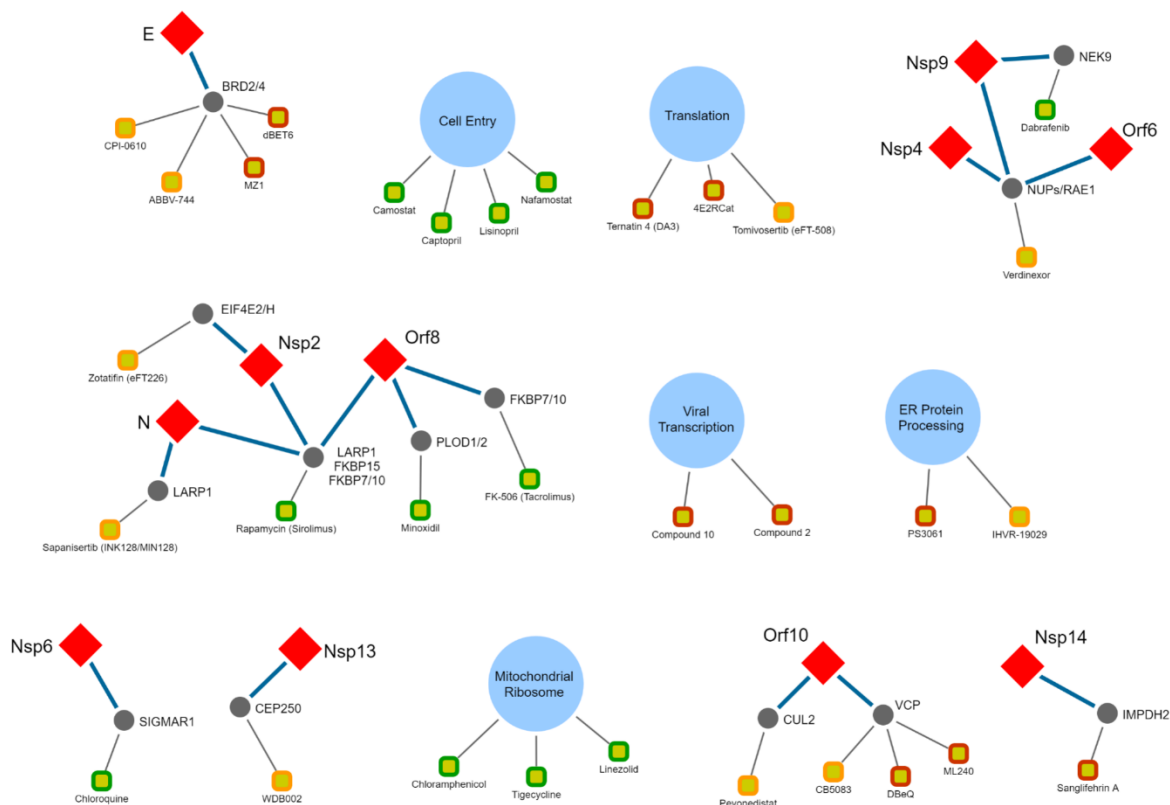 E
BRD2/4
CPI-0610
dBET6
ABBV-744
MZ1
Cell Entry
Camostat
Captopril
Lisinopril
Nafamostat
Translation
Ternatin 4 (DA3)
4E2RCat
Tomivosertib (eFT-508)
Nsp9
NEK9
Dabrafenib
Nsp4
Orf6
NUPs/RAE1
Verdinexor
EIF4E2/H
Zotatifin (eFT226)
Nsp2
Orf8
N
LARP1
Sapanisertib (INK128/MIN128)
LARP1
FKBP15
FKBP7/10
Rapamycin (Sirolimus)
PLOD1/2
Minoxidil
FKBP7/10
FK-506 (Tacrolimus)
Viral
Transcription
Compound 10
Compound 2
ER Protein
Processing
PS3061
IHVR-19029
Nsp6
SIGMAR1
Chloroquine
Nsp13
CEP250
WDB002
Mitochondrial
Ribosome
Chloramphenicol
Tigecycline
Linezolid
Orf10
CUL2
VCP
Pevonedistat
CB5083
DBeQ
ML240
Nsp14
IMPDH2
Sanglifehrin A